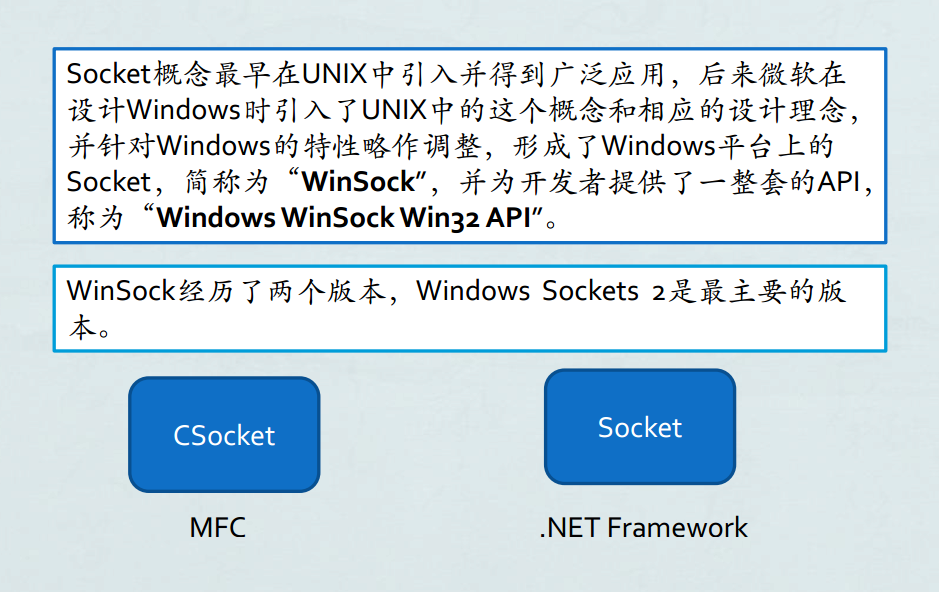 Socket概念最早在UNIX中引入并得到广泛应用，后来微软在
设计Windows时引入了UNIX中的这个概念和相应的设计理念，
并针对Windows的特性略作调整，形成了Windows平台上的
Socket，简称为“WinSock”，并为开发者提供了一整套的API，
称为“Windows WinSock Win32 API”。
WinSock经历了两个版本，Windows Sockets 2是最主要的版
本。
CSocket
Socket
MFC
.NET Framework